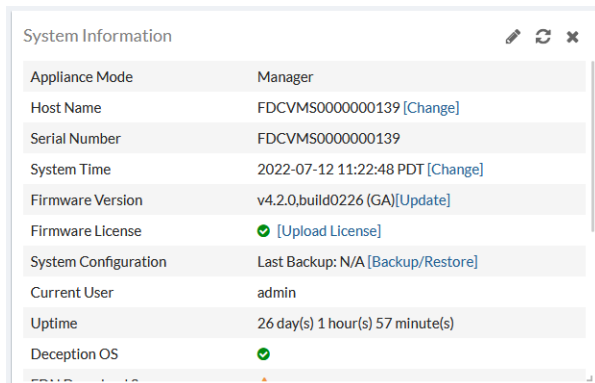 System Information
Appliance Mode Manager
Host Name FDCVMS0000000139 [Change]
Serial Number FDCVMS0000000139
System Time 2022-07-12 11:22:48 PDT [Change]
Firmware Version v4.2.0,build0226 (GA)[Update]
Firmware License [Upload License]
System Configuration Last Backup: N/A [Backup/Restore]
Current User admin
Uptime 26 day(s) 1 hour(s) 57 minute(s)
Deception OS